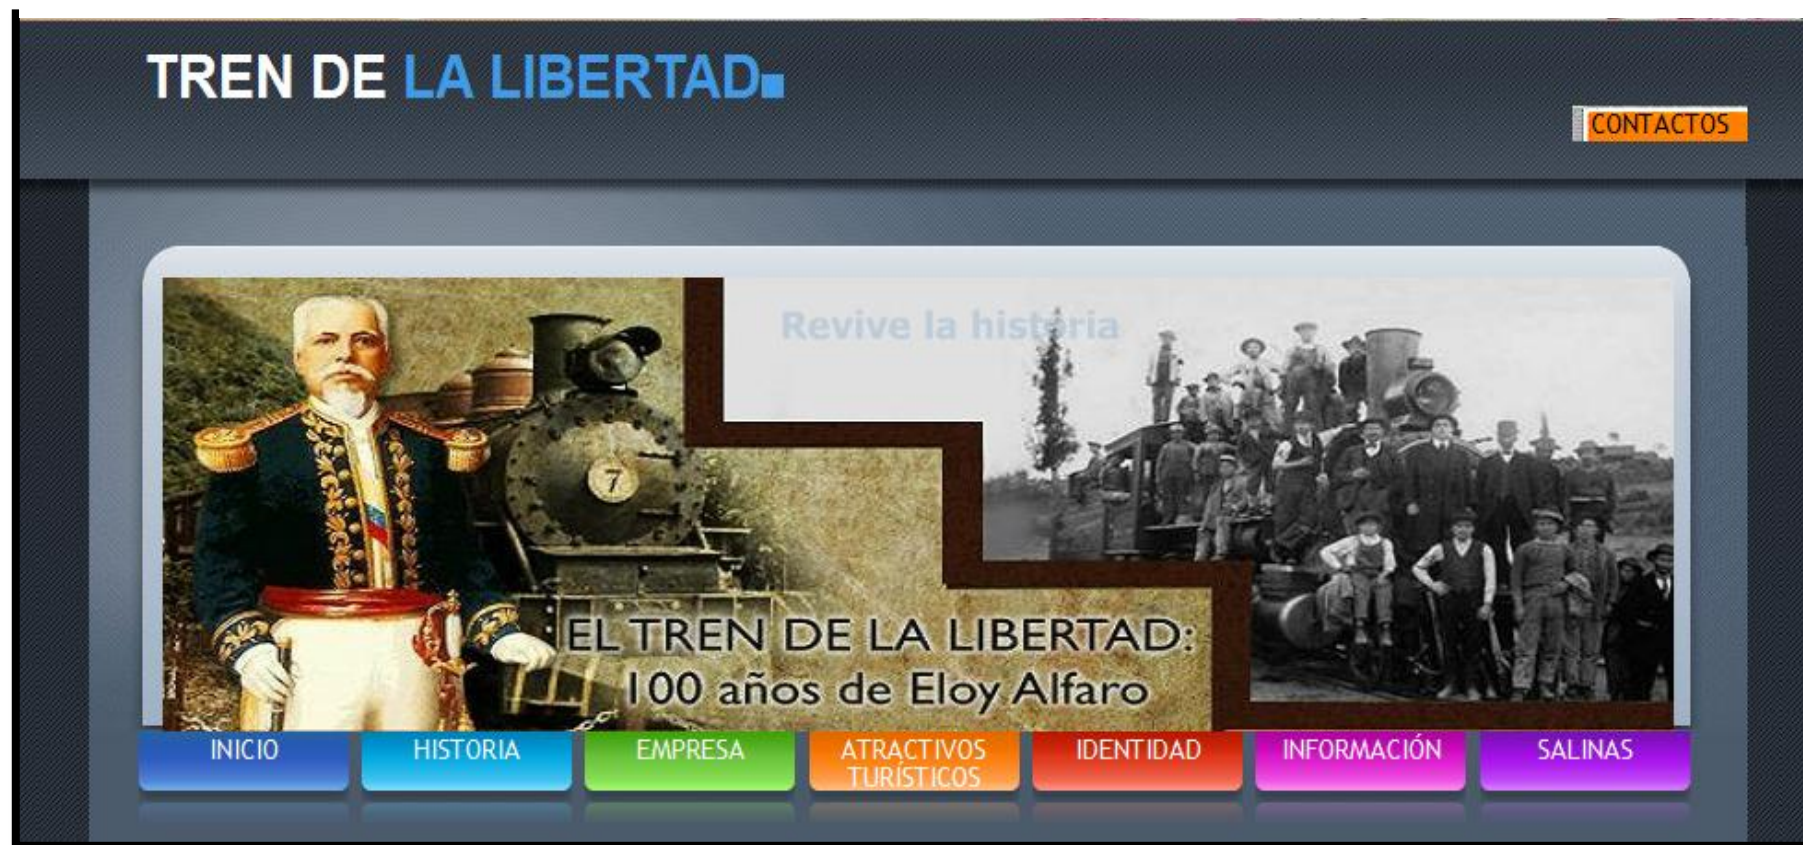 TREN DE LA LIBERTAD
CONTACTOS
Revive la historia
7
EL TREN DE LA LIBERTAD:
100 años de Eloy Alfaro
INICIO
HISTORIA
EMPRESA
ATRACTIVOS
TURÍSTICOS
IDENTIDAD
INFORMACIÓN
SALINAS